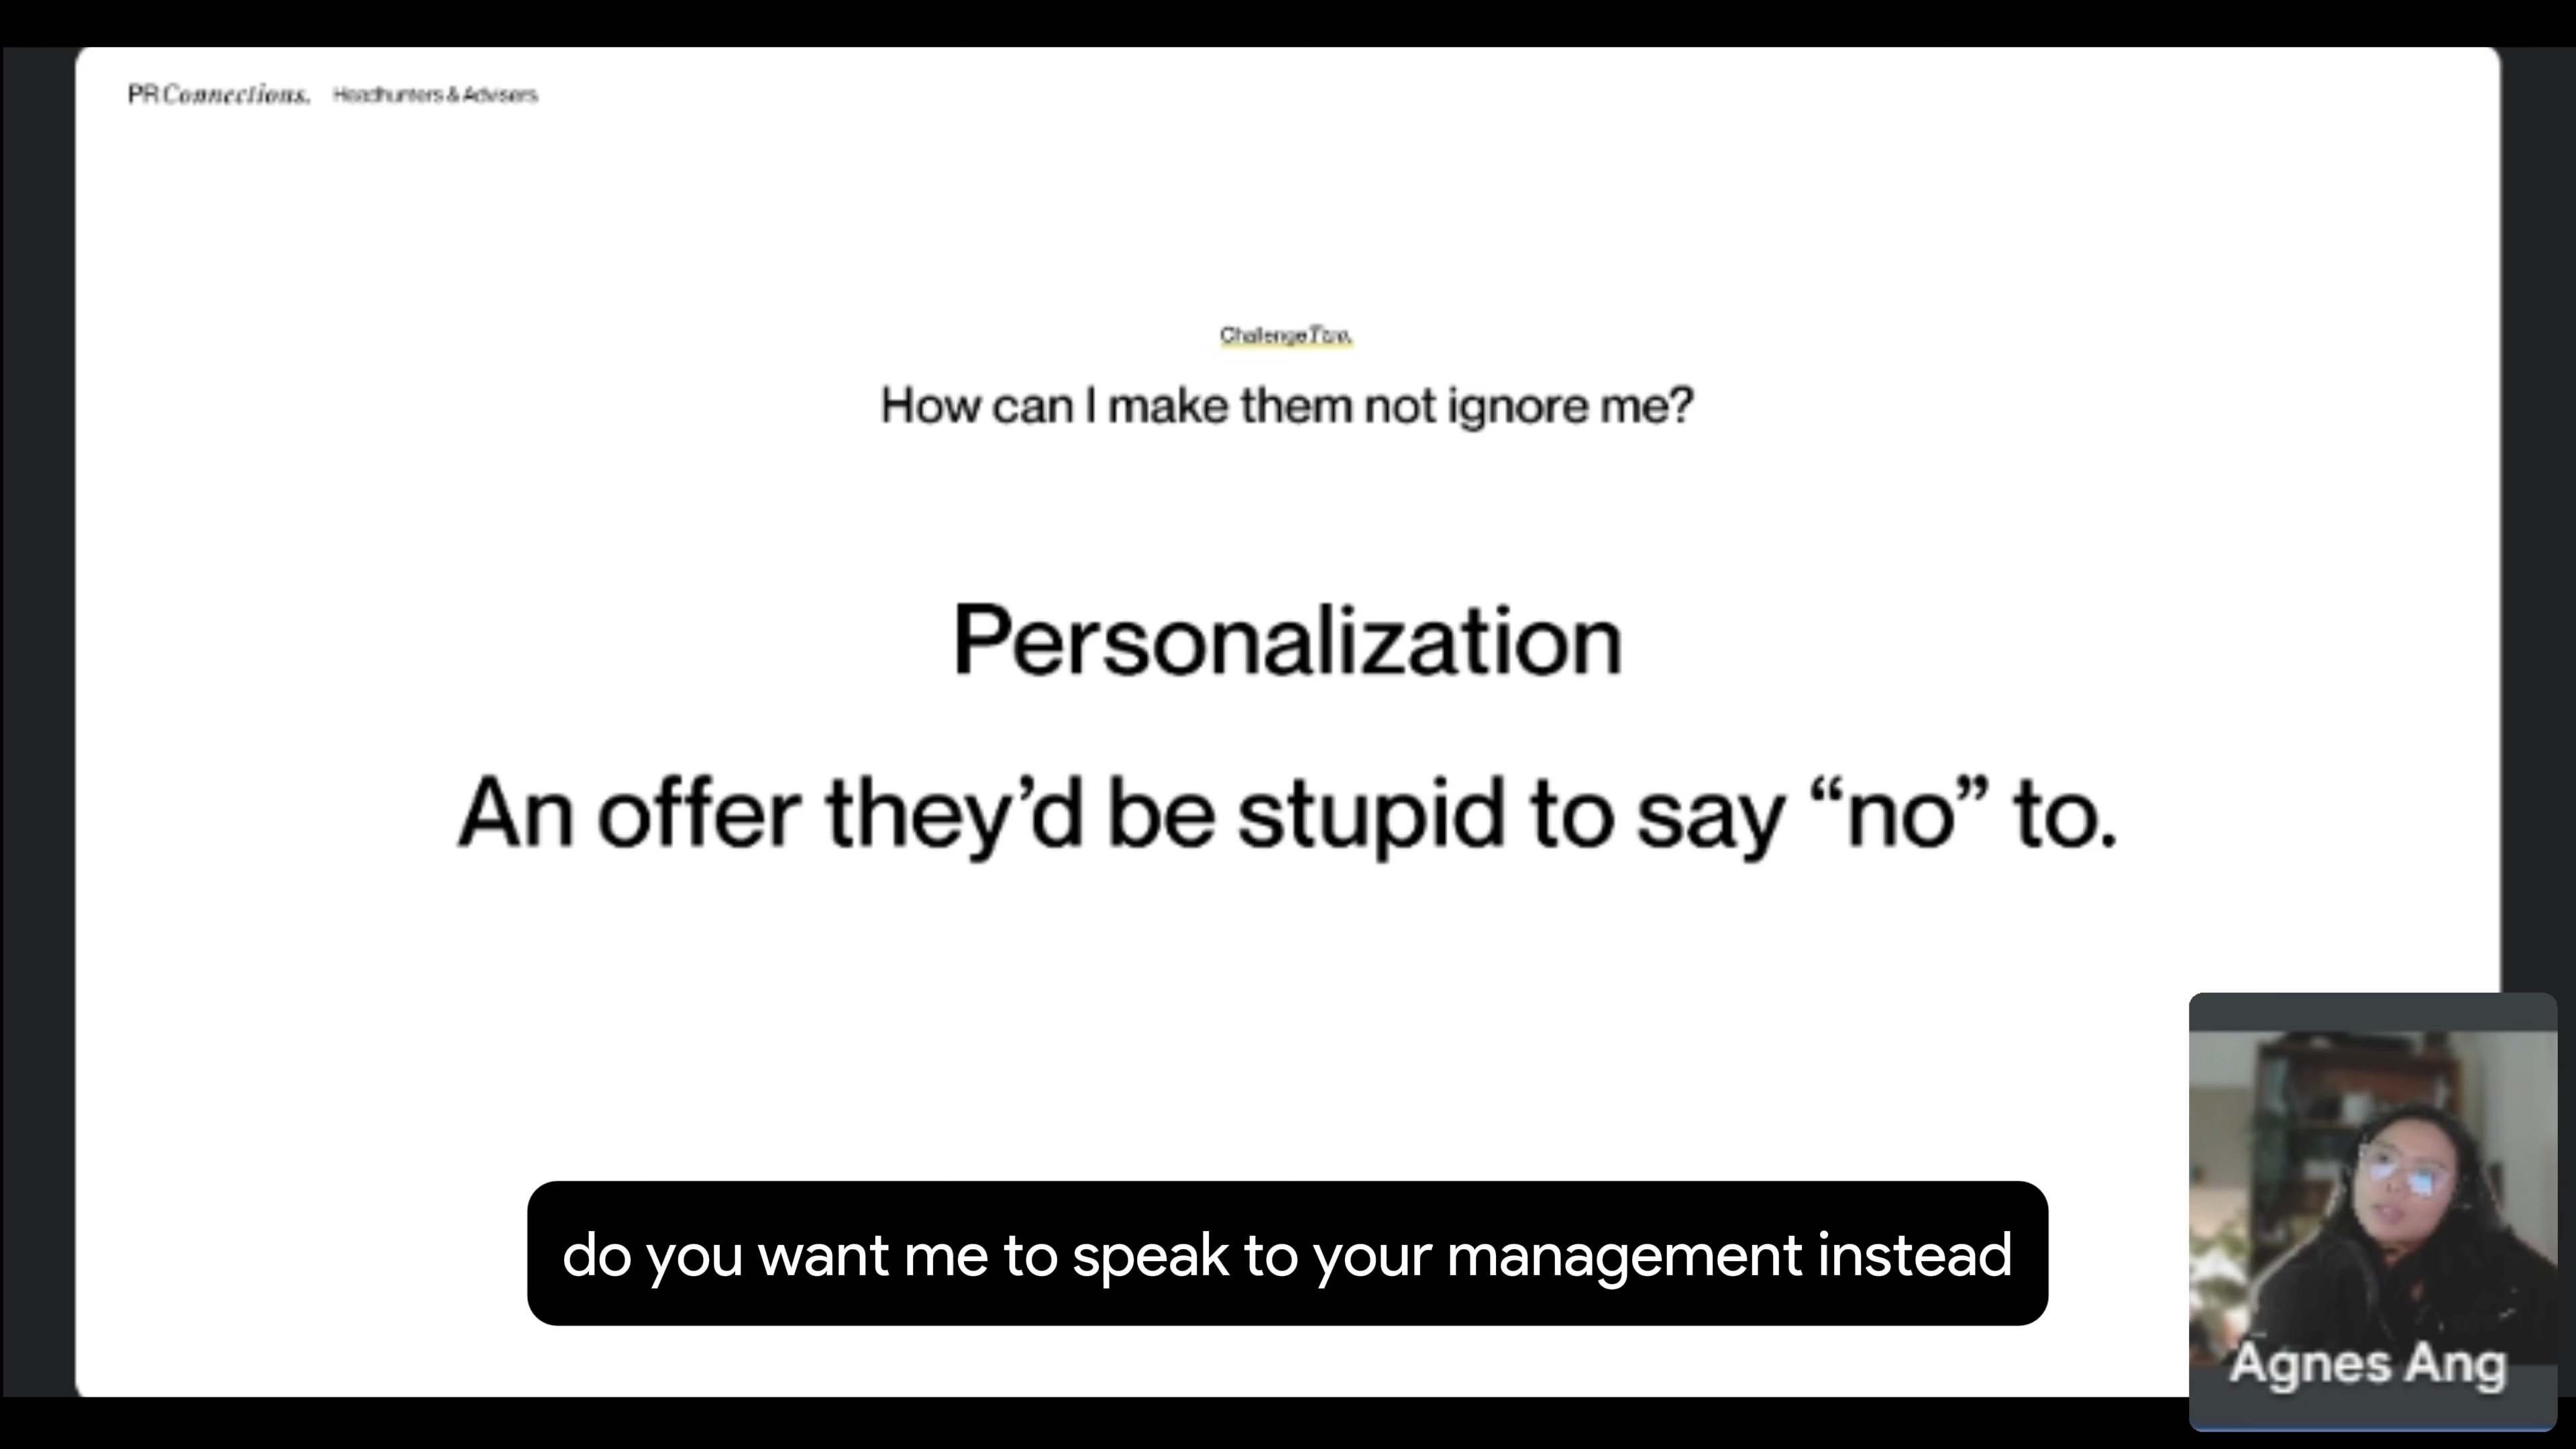 PR Connections. Headhunters & Advisers
Challenge Two.
How can I make them not ignore me?
Personalization
An offer they’d be stupid to say “no” to.
do you want me to speak to your management instead
Agnes Ang